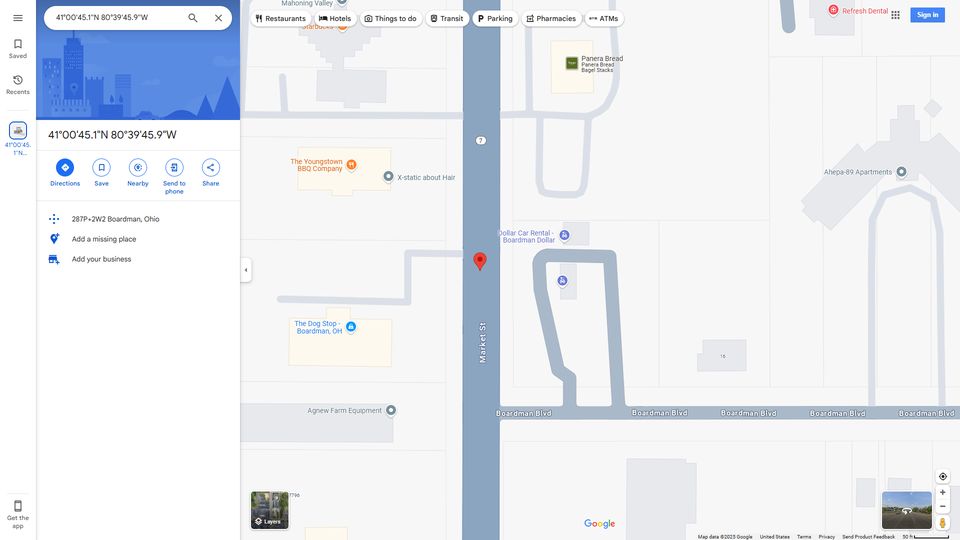 41°00'45.1"N 80°39'45.9"W
Restaurants
Hotels
Things to do
Transit
Parking
Pharmacies
ATMs
Sign in
Saved
Recents
41°00'45.
1"N...
Get the
app
41°00'45.1"N 80°39'45.9"W
Directions
Save
Nearby
Send to
phone
Share
287P+2W2 Boardman, Ohio
Add a missing place
Add your business
Mahoning Valley
Starbucks
Refresh Dental
Panera Bread
Panera Bread
Bagel Stacks
7
The Youngstown
BBQ Company
X-static about Hair
Ahepa-89 Apartments
Dollar Car Rental -
Boardman Dollar
The Dog Stop -
Boardman, OH
Market St
16
Agnew Farm Equipment
Boardman Blvd
Boardman Blvd
Boardman Blvd
Boardman Blvd
Boardman Blvd
7796
Layers
Google
Map data ©2025 Google
United States
Terms
Privacy
Send Product Feedback
50 ft